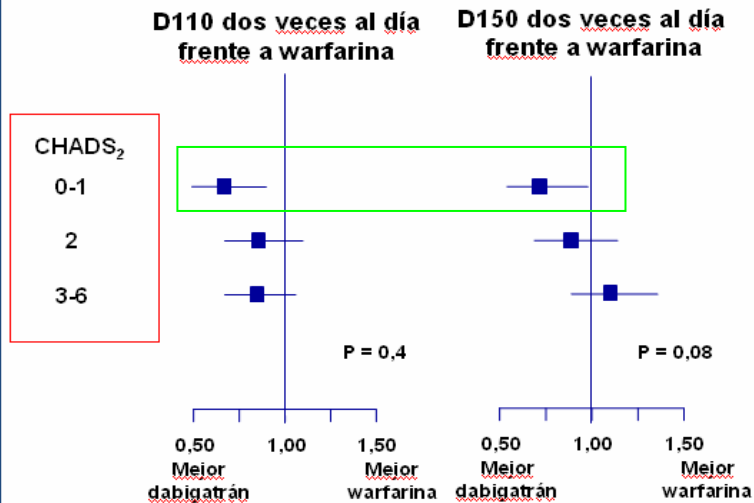 D110 dos veces al día
frente a warfarina
D150 dos veces al día
frente a warfarina
CHADS₂
0-1
2
3-6
P = 0,4
P = 0,08
0,50
1,00
1,50
Mejor
dabigatrán
Mejor
warfarina
0,50
1,00
1,50
Mejor
dabigatrán
Mejor
warfarina